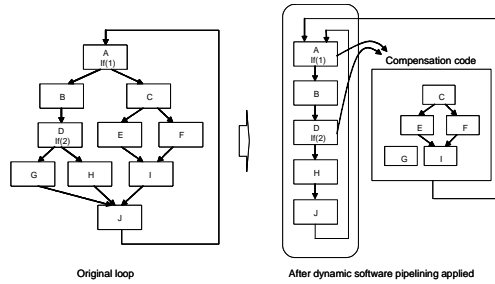 A
If(1)
B
C
D
If(2)
E
F
G
H
I
J
Original loop
A
If(1)
B
D
If(2)
H
J
Compensation code
C
E
F
G
I
After dynamic software pipelining applied